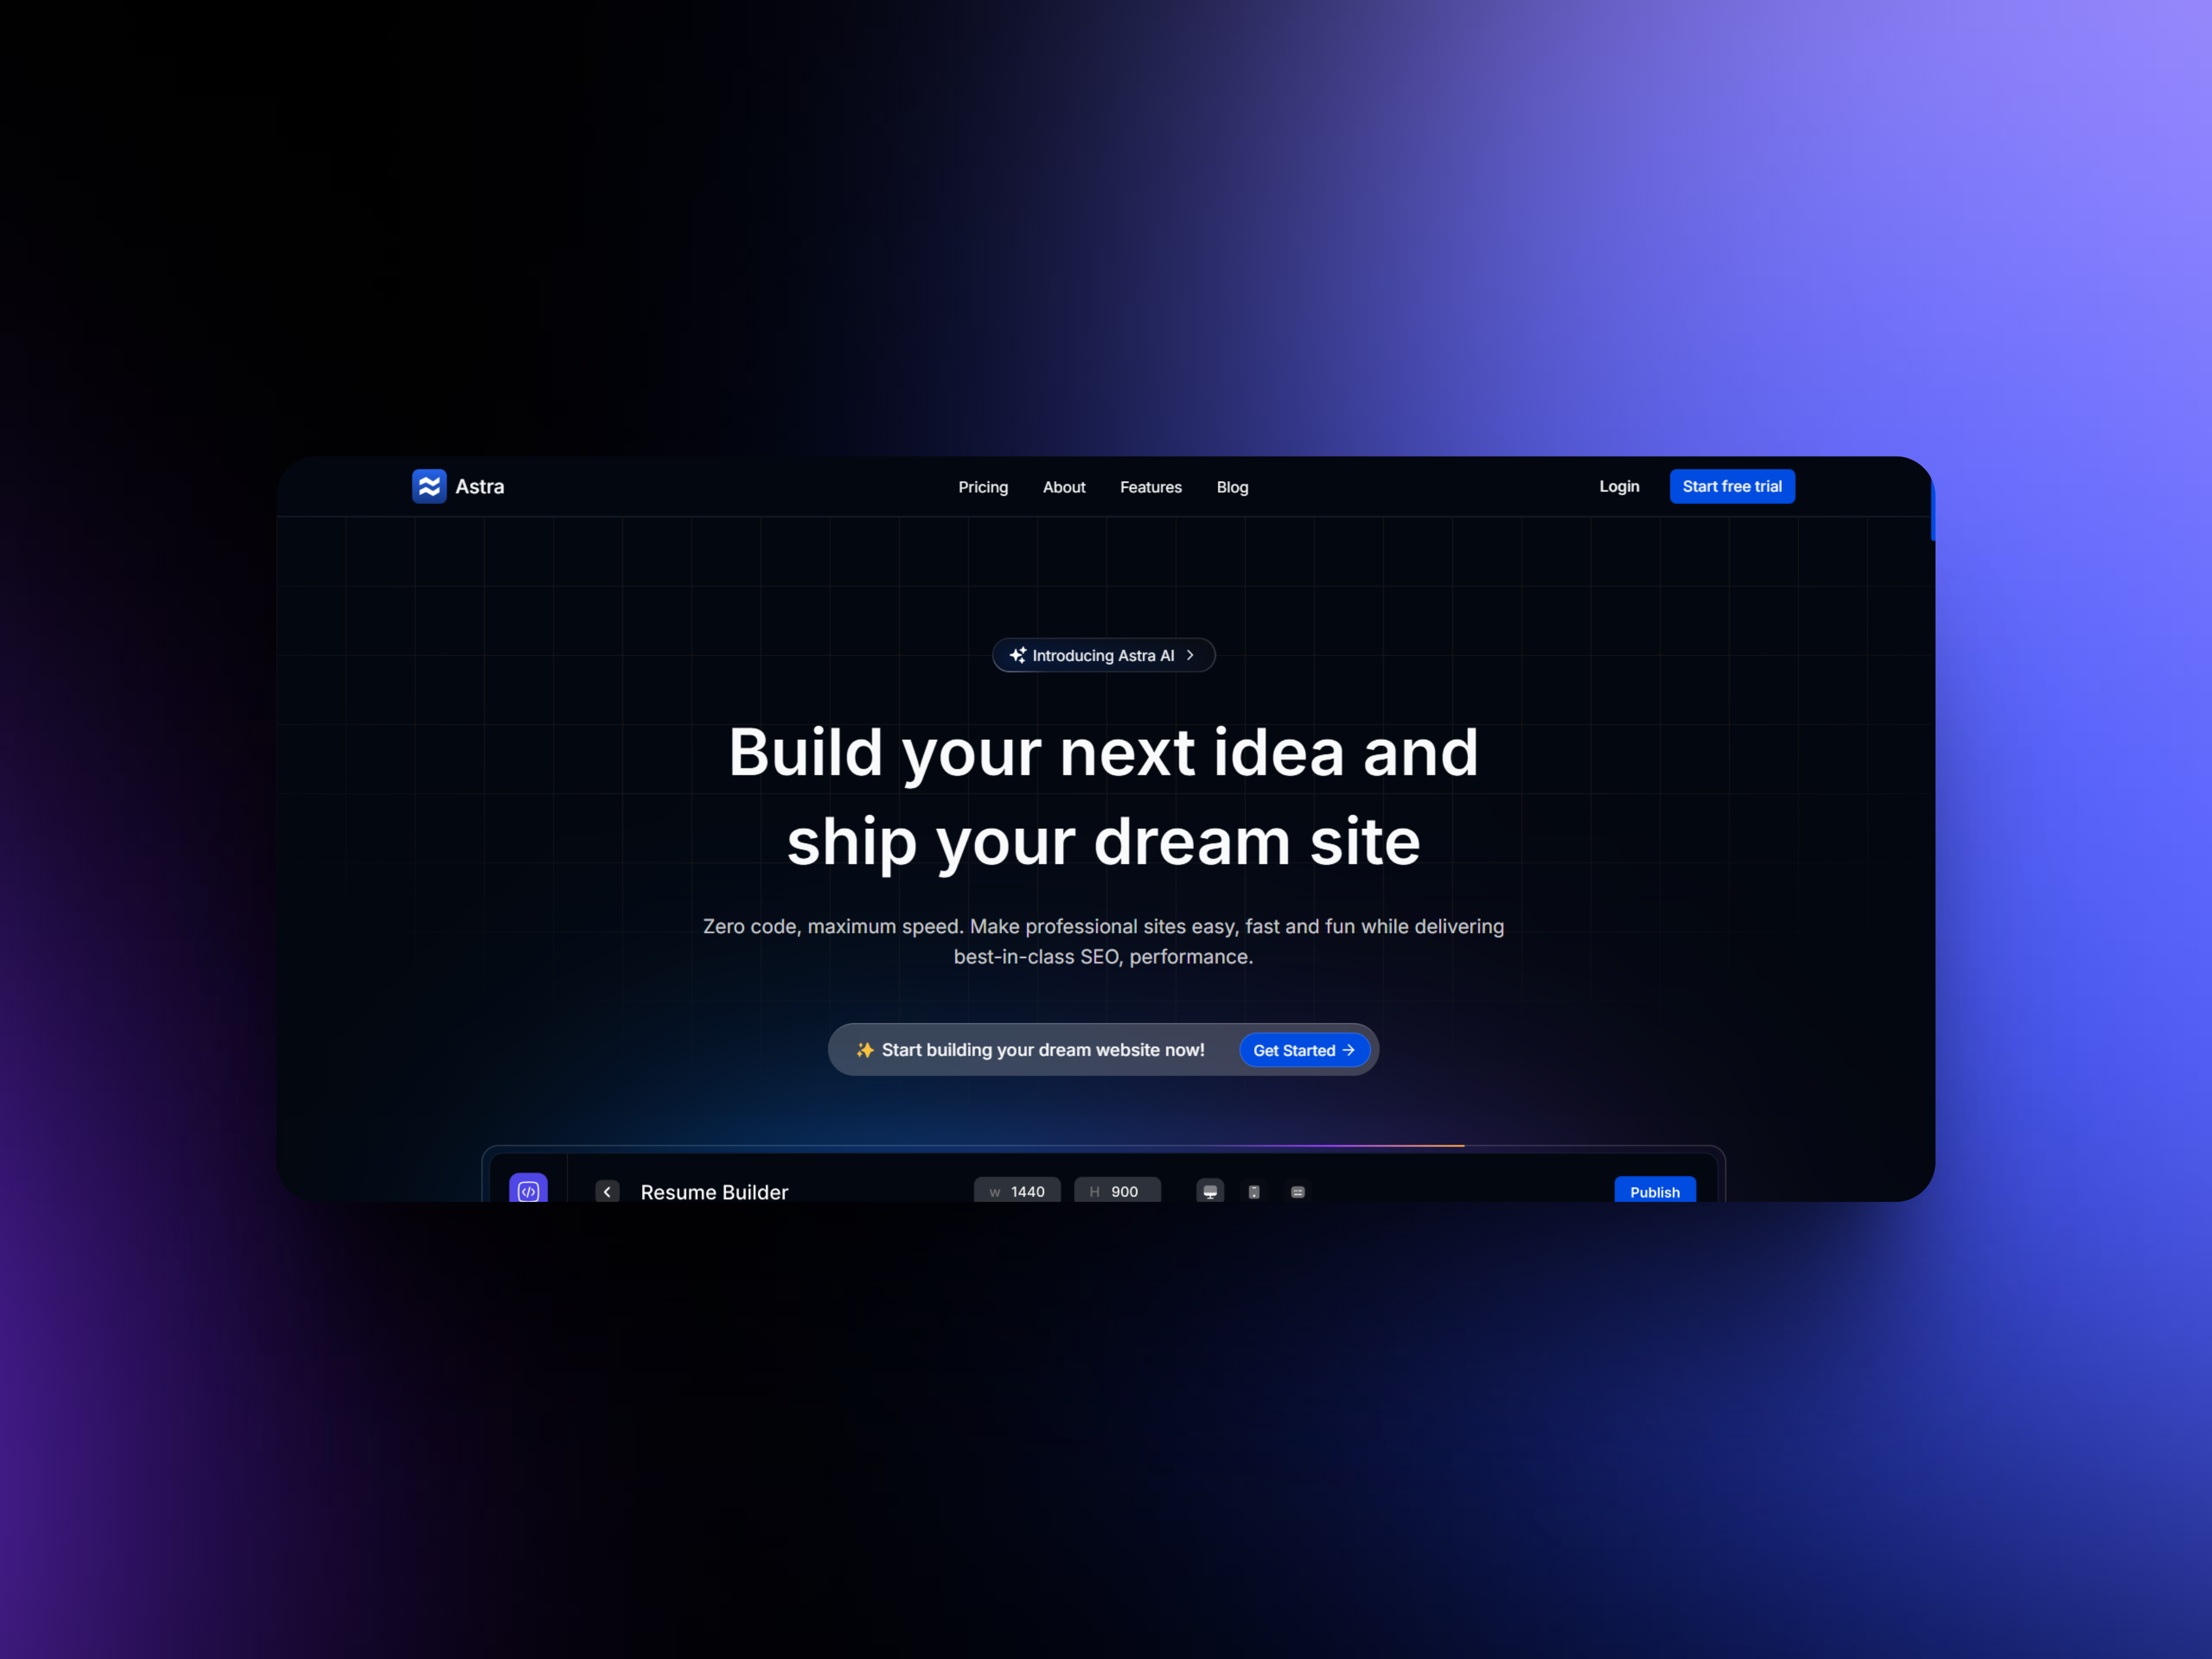 Astra
Pricing
About
Features
Blog
Login
Start free trial
Introducing Astra AI
Build your next idea and
ship your dream site
Zero code, maximum speed. Make professional sites easy, fast and fun while delivering
best-in-class SEO, performance.
✨ Start building your dream website now!
Get Started →
</>
Resume Builder
W 1440
H 900
Publish